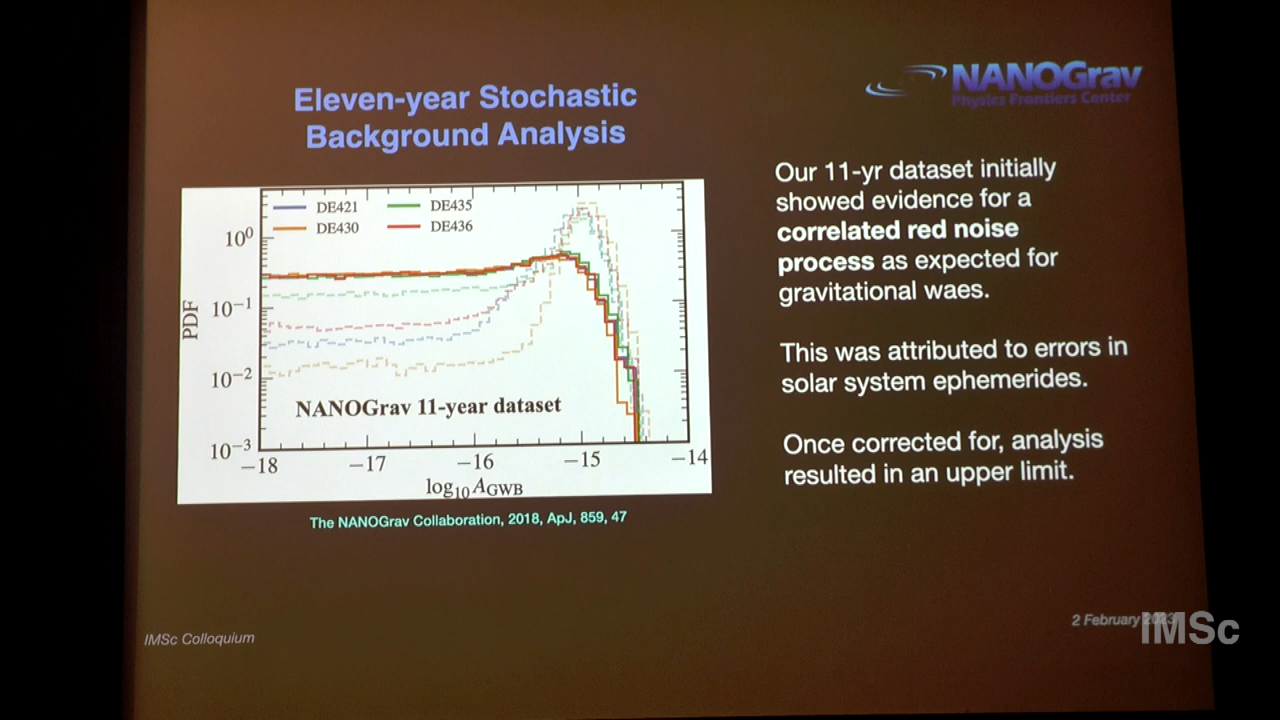 Eleven-year Stochastic
Background Analysis
NANOGrav
Physics Frontiers Center
DE421
DE430
DE435
DE436
PDF
10⁰
10⁻¹
10⁻²
10⁻³
NANOGrav 11-year dataset
−18
−17
−16
−15
−14
log₁₀ A_GWB
The NANOGrav Collaboration, 2018, ApJ, 859, 47
Our 11-yr dataset initially
showed evidence for a
correlated red noise
process as expected for
gravitational waes.
This was attributed to errors in
solar system ephemerides.
Once corrected for, analysis
resulted in an upper limit.
IMSc Colloquium
2 February 2023
IMSc